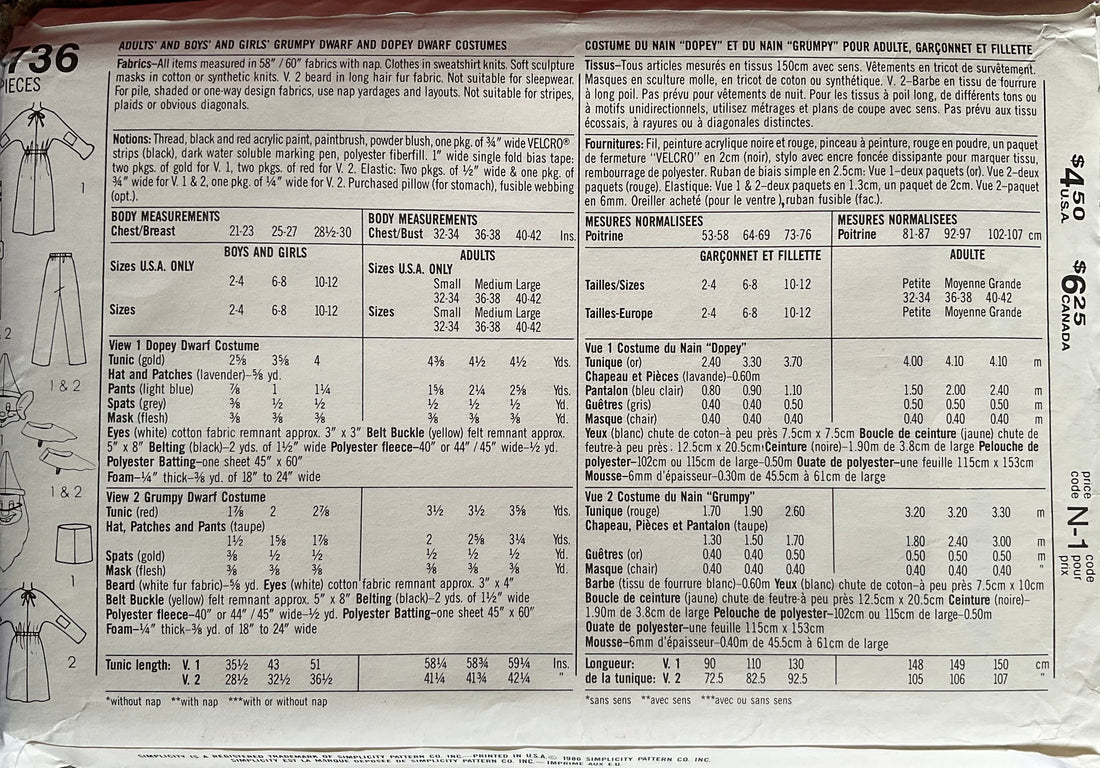 736
PIECES
1
2
1 & 2
1 & 2
1
2
ADULTS' AND BOYS' AND GIRLS' GRUMPY DWARF AND DOPEY DWARF COSTUMES
Fabrics–All items measured in 58" / 60" fabrics with nap. Clothes in sweatshirt knits. Soft sculpture
masks in cotton or synthetic knits. V. 2 beard in long hair fur fabric. Not suitable for sleepwear.
For pile, shaded or one-way design fabrics, use nap yardages and layouts. Not suitable for stripes,
plaids or obvious diagonals.
Notions: Thread, black and red acrylic paint, paintbrush, powder blush, one pkg. of ¾" wide VELCRO®
strips (black), dark water soluble marking pen, polyester fiberfill. 1" wide single fold bias tape:
two pkgs. of gold for V. 1, two pkgs. of red for V. 2. Elastic: Two pkgs. of ½" wide & one pkg. of
¾" wide for V. 1 & 2, one pkg. of ¼" wide for V. 2. Purchased pillow (for stomach), fusible webbing
(opt.).
BODY MEASUREMENTS BODY MEASUREMENTS
Chest/Breast 21-23 25-27 28½-30 Chest/Bust 32-34 36-38 40-42 Ins.
BOYS AND GIRLS ADULTS
Sizes U.S.A. ONLY Sizes U.S.A. ONLY
2-4 6-8 10-12 Small Medium Large
32-34 36-38 40-42
Sizes 2-4 6-8 10-12 Sizes Small Medium Large
32-34 36-38 40-42
View 1 Dopey Dwarf Costume
Tunic (gold) 2⅝ 3⅝ 4 4⅜ 4½ 4½ Yds.
Hat and Patches (lavender)–⅝ yd.
Pants (light blue) ⅞ 1 1¼ 1⅝ 2¼ 2⅝ Yds.
Spats (grey) ⅜ ½ ½ ½ ½ ½ Yd.
Mask (flesh) ⅜ ⅜ ⅜ ⅜ ⅜ ⅜ Yd.
Eyes (white) cotton fabric remnant approx. 3" x 3" Belt Buckle (yellow) felt remnant approx.
5" x 8" Belting (black)–2 yds. of 1½" wide Polyester fleece–40" or 44" / 45" wide–½ yd.
Polyester Batting–one sheet 45" x 60"
Foam–¼" thick–⅜ yd. of 18" to 24" wide
View 2 Grumpy Dwarf Costume
Tunic (red) 1⅞ 2 2⅞ 3½ 3½ 3⅝ Yds.
Hat, Patches and Pants (taupe)
1½ 1⅝ 1⅞ 2 2⅝ 3¼ Yds.
Spats (gold) ⅜ ½ ½ ½ ½ ½ Yd.
Mask (flesh) ⅜ ⅜ ⅜ ⅜ ⅜ ⅜ Yd.
Beard (white fur fabric)–⅝ yd. Eyes (white) cotton fabric remnant approx. 3" x 4"
Belt Buckle (yellow) felt remnant approx. 5" x 8" Belting (black)–2 yds. of 1½" wide
Polyester fleece–40" or 44" / 45" wide–½ yd. Polyester Batting–one sheet 45" x 60"
Foam–¼" thick–⅜ yd. of 18" to 24" wide
Tunic length: V. 1 35½ 43 51 58¼ 58¾ 59¼ Ins.
V. 2 28½ 32½ 36½ 41¼ 41¾ 42¼ "
*without nap **with nap ***with or without nap
COSTUME DU NAIN "DOPEY" ET DU NAIN "GRUMPY" POUR ADULTE, GARÇONNET ET FILLETTE
Tissus–Tous articles mesurés en tissus 150cm avec sens. Vêtements en tricot de survêtement.
Masques en sculpture molle, en tricot de coton ou synthétique. V. 2–Barbe en tissu de fourrure
à long poil. Pas prévu pour vêtements de nuit. Pour les tissus à poil long, de différents tons ou
à motifs unidirectionnels, utilisez métrages et plans de coupe avec sens. Pas prévu aux tissu
écossais, à rayures ou à diagonales distinctes.
Fournitures: Fil, peinture acrylique noire et rouge, pinceau à peinture, rouge en poudre, un paquet
de fermeture "VELCRO" en 2cm (noir), stylo avec encre foncée dissipante pour marquer tissu,
rembourrage de polyester. Ruban de biais simple en 2.5cm: Vue 1–deux paquets (or). Vue 2–deux
paquets (rouge). Elastique: Vue 1 & 2–deux paquets en 1.3cm, un paquet de 2cm. Vue 2–paquet
en 6mm. Oreiller acheté (pour le ventre), ruban fusible (fac.).
MESURES NORMALISEES MESURES NORMALISEES
Poitrine 53-58 64-69 73-76 Poitrine 81-87 92-97 102-107 cm
GARÇONNET ET FILLETTE ADULTE
Tailles/Sizes 2-4 6-8 10-12 Petite Moyenne Grande
32-34 36-38 40-42
Tailles-Europe 2-4 6-8 10-12 Petite Moyenne Grande
Vue 1 Costume du Nain "Dopey"
Tunique (or) 2.40 3.30 3.70 4.00 4.10 4.10 m
Chapeau et Pièces (lavande)–0.60m
Pantalon (bleu clair) 0.80 0.90 1.10 1.50 2.00 2.40 m
Guêtres (gris) 0.40 0.40 0.50 0.50 0.50 0.50 m
Masque (chair) 0.40 0.40 0.40 0.40 0.40 0.40 m
Yeux (blanc) chute de coton–à peu près 7.5cm x 7.5cm Boucle de ceinture (jaune) chute de
feutre-à peu près: 12.5cm x 20.5cm Ceinture (noire)–1.90m de 3.8cm de large Pelouche de
polyester–102cm ou 115cm de large–0.50m Ouate de polyester–une feuille 115cm x 153cm
Mousse–6mm d'épaisseur–0.30m de 45.5cm à 61cm de large
Vue 2 Costume du Nain "Grumpy"
Tunique (rouge) 1.70 1.90 2.60 3.20 3.20 3.30 m
Chapeau, Pièces et Pantalon (taupe)
1.30 1.50 1.70 1.80 2.40 3.00 m
Guêtres (or) 0.40 0.40 0.50 0.50 0.50 0.50 m
Masque (chair) 0.40 0.40 0.40 0.40 0.40 0.40 "
Barbe (tissu de fourrure blanc)–0.60m Yeux (blanc) chute de coton–à peu près 7.5cm x 10cm
Boucle de ceinture (jaune) chute de feutre-à peu près 12.5cm x 20.5cm Ceinture (noire)–
1.90m de 3.8cm de large Pelouche de polyester–102cm ou 115cm de large–0.50m
Ouate de polyester–une feuille 115cm x 153cm
Mousse–6mm d'épaisseur–0.40m de 45.5cm à 61cm de large
Longueur: V. 1 90 110 130 148 149 150 cm
de la tunique: V. 2 72.5 82.5 92.5 105 106 107 "
*sans sens **avec sens ***avec ou sans sens
$4.50
U.S.A.
$6.25
CANADA
price code N-1 code pour prix
SIMPLICITY IS A REGISTERED TRADEMARK OF SIMPLICITY PATTERN CO. INC.—PRINTED IN U.S.A. © 1986 SIMPLICITY PATTERN CO. INC.
SIMPLICITY EST LA MARQUE DEPOSEE DE SIMPLICITY PATTERN CO. INC.—IMPRIME AUX E.U.